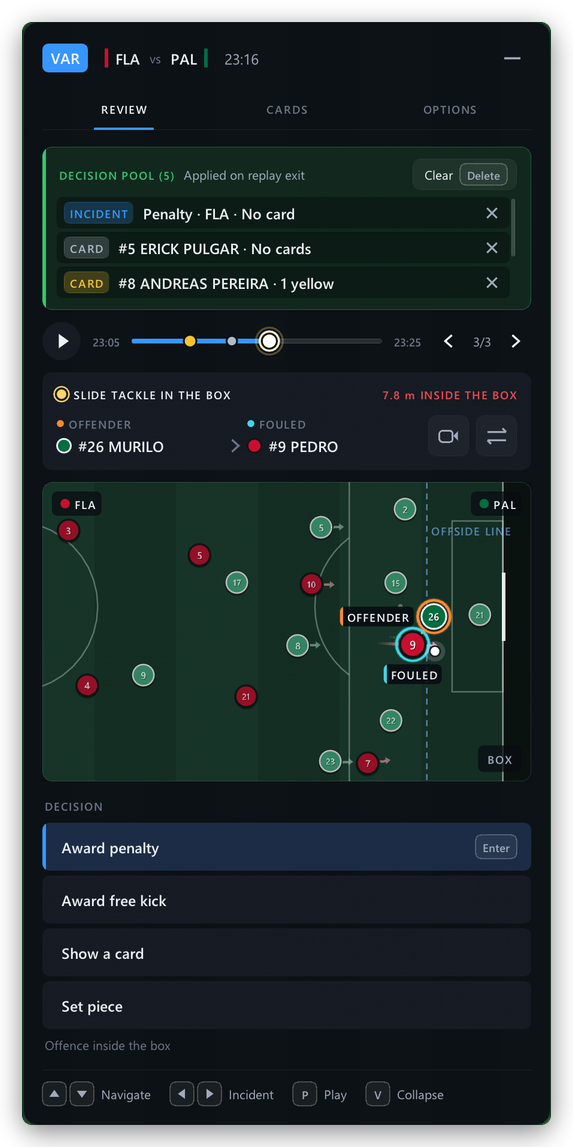 VAR FLA vs PAL 23:16
REVIEW CARDS OPTIONS
DECISION POOL (5) Applied on replay exit Clear Delete
INCIDENT Penalty · FLA · No card
CARD #5 ERICK PULGAR · No cards
CARD #8 ANDREAS PEREIRA · 1 yellow
23:05 23:25 3/3
SLIDE TACKLE IN THE BOX 7.8 m INSIDE THE BOX
OFFENDER FOULED
#26 MURILO #9 PEDRO
FLA PAL
2
5
3
OFFSIDE LINE
5
17 10 15
OFFENDER 26 21
8 9
FOULED
9
4 21
22
23 7 BOX
DECISION
Award penalty Enter
Award free kick
Show a card
Set piece
Offence inside the box
Navigate Incident P Play V Collapse